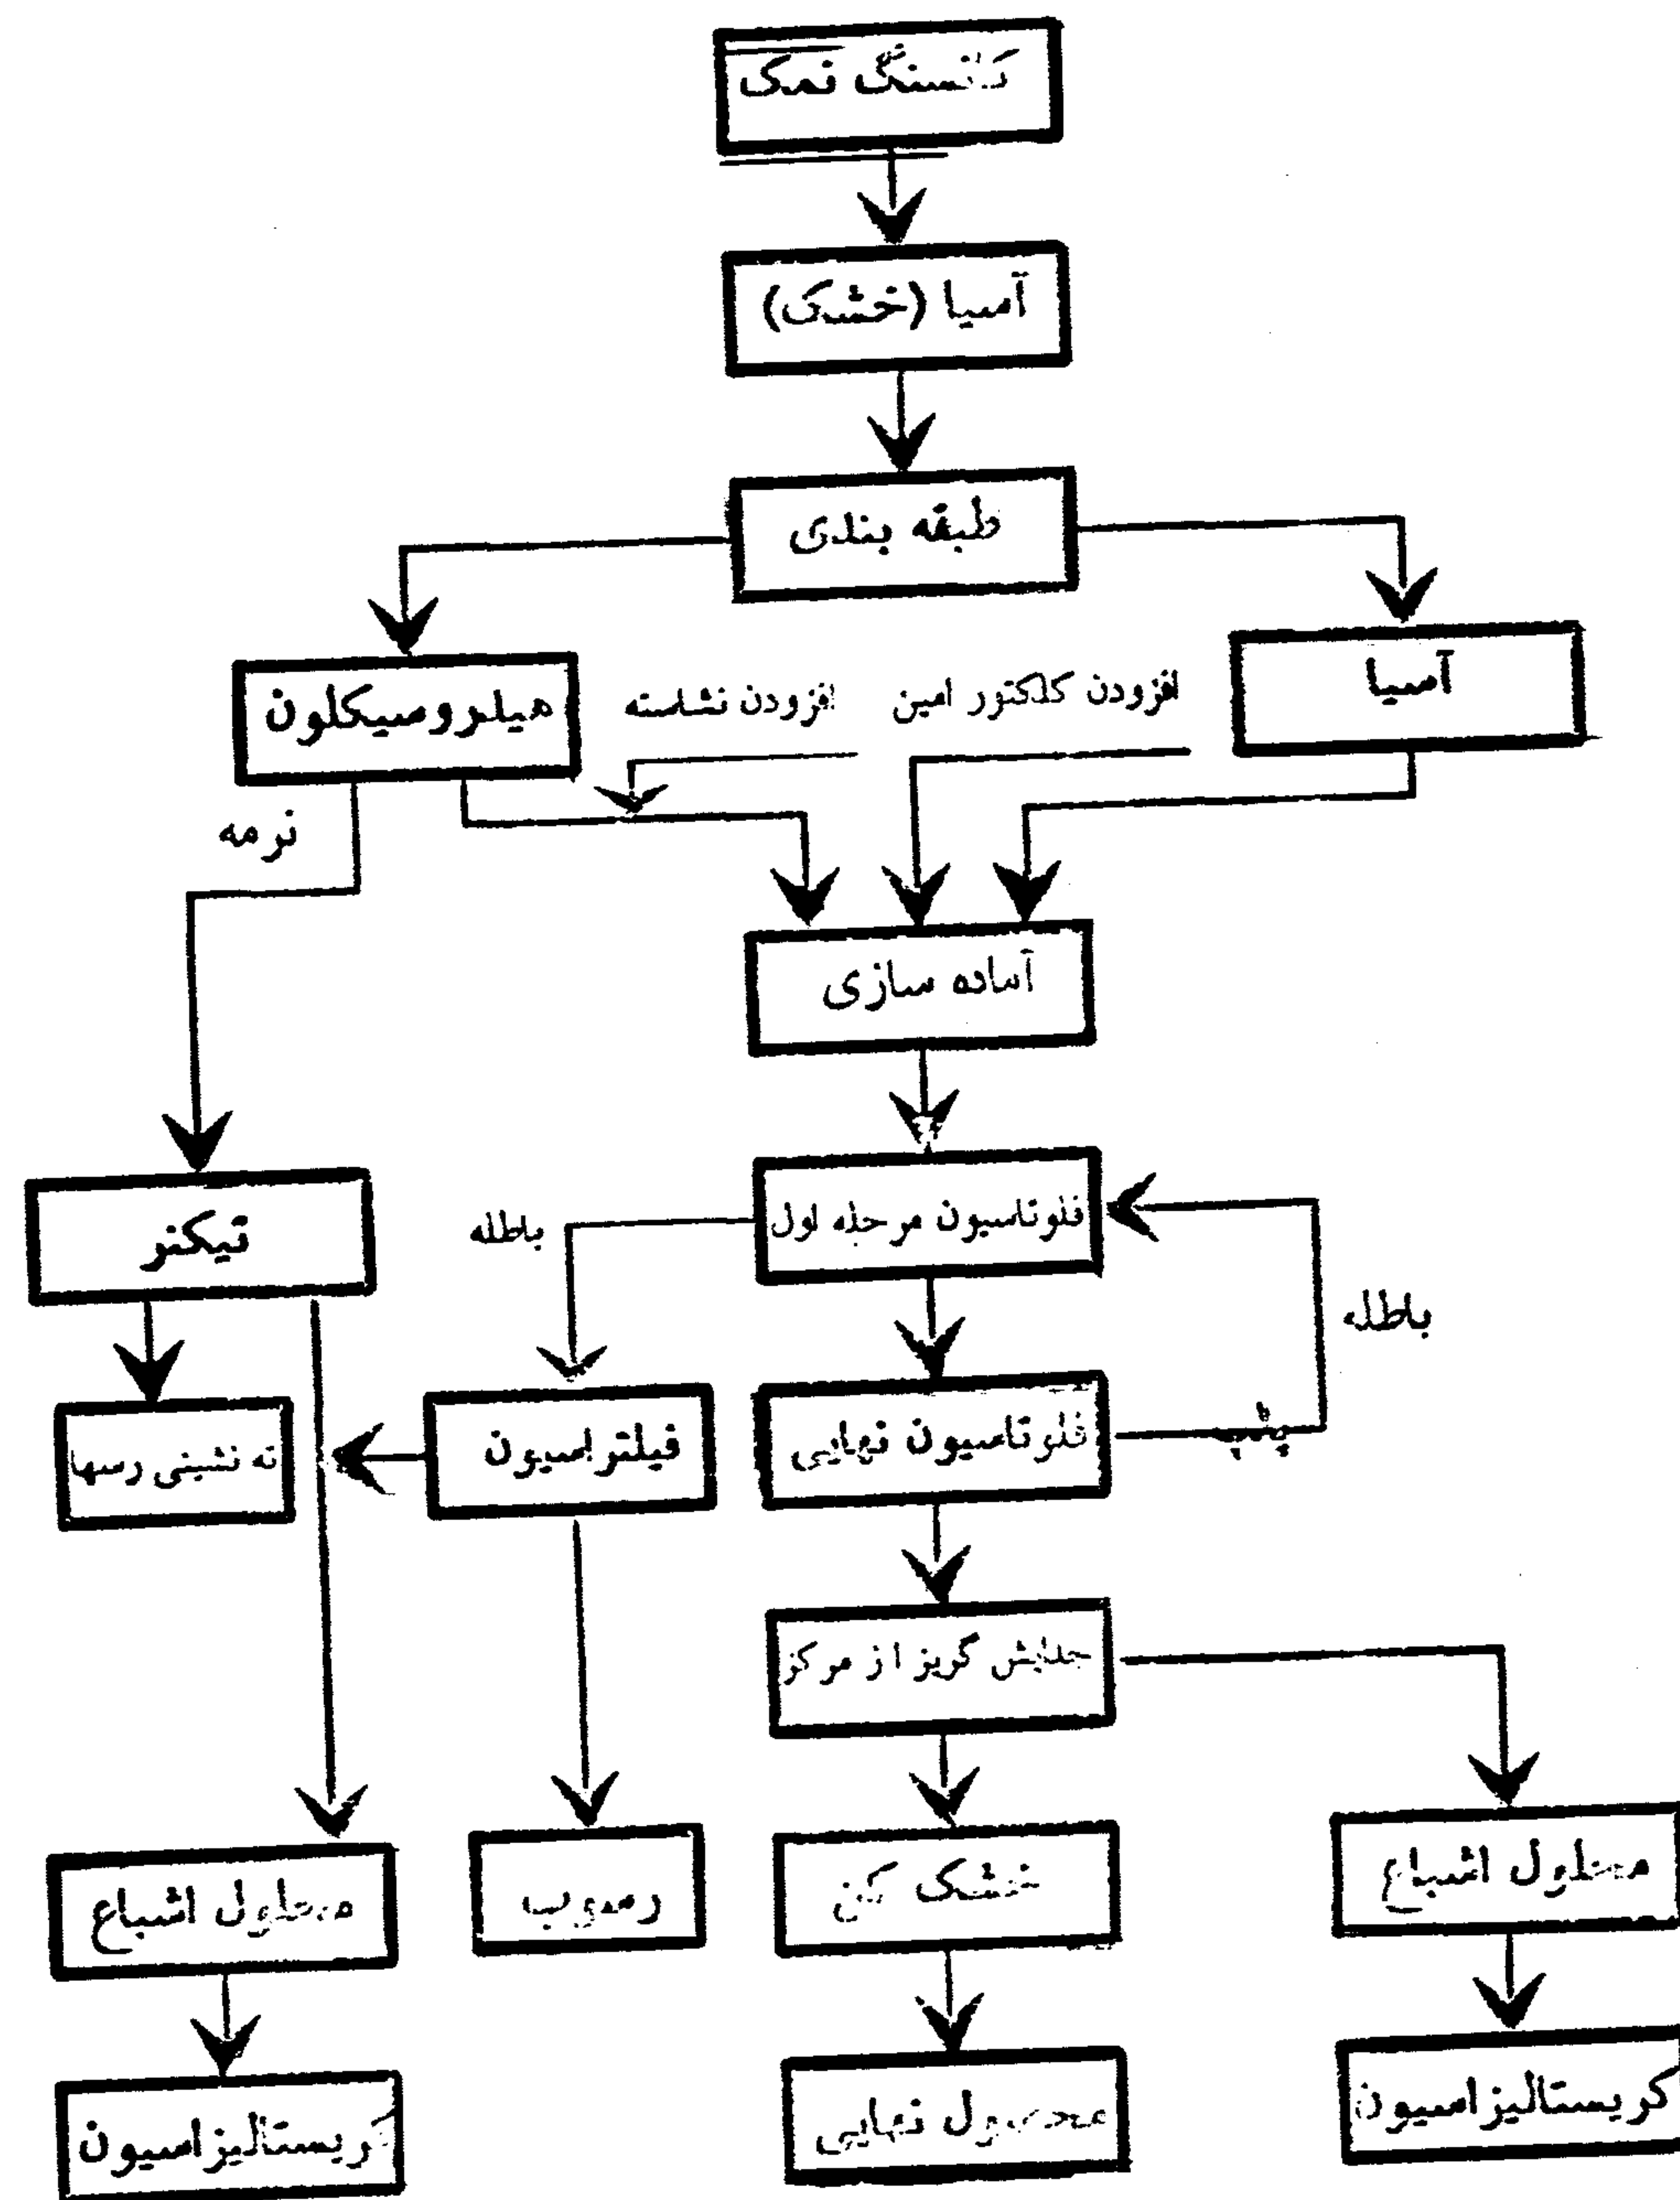 کانسنگ نمک
آسیا (خشک)
طبقه بندی
آسیا
هیدروسیکلون
افزودن کلکتور امین
افزودن نشاسته
نرمه
آماده سازی
فلوتاسیون مرحله اول
باطله
تیکنر
باطله
فلوتاسیون نهایی
پمپ
فیلتراسیون
ته نشینی رسها
جدایش گریز از مرکز
محلول اشباع
خشک کن
رسوب
محلول اشباع
کریستالیزاسیون
محصول نهایی
کریستالیزاسیون